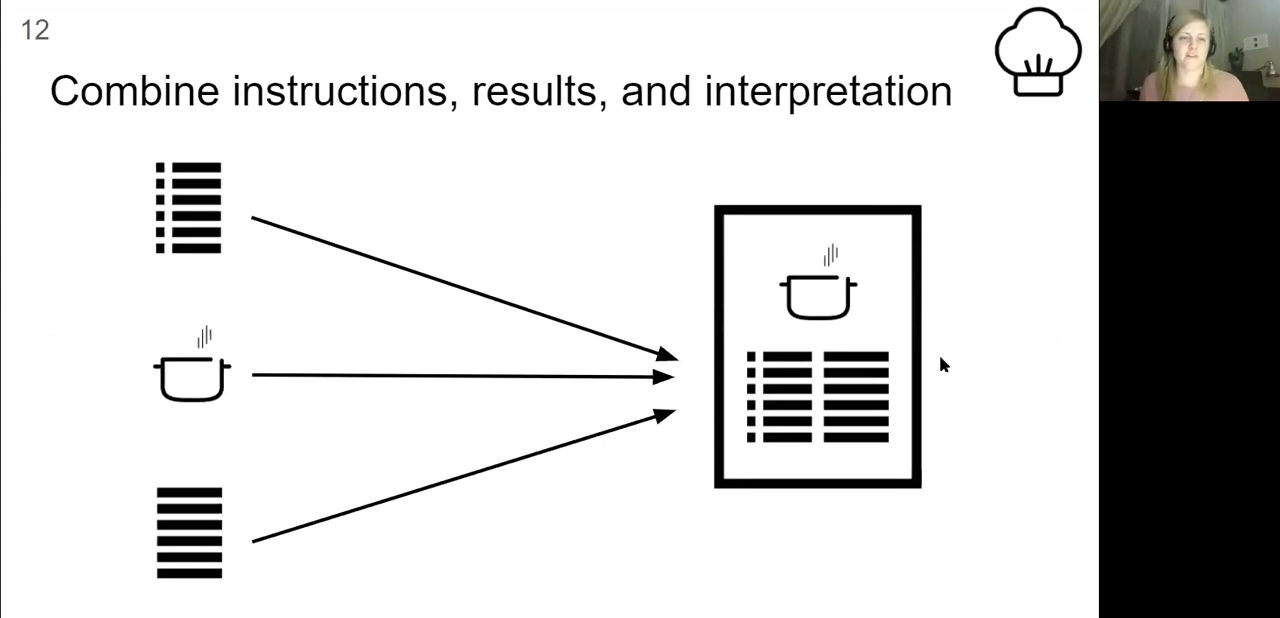 12
Combine instructions, results, and interpretation